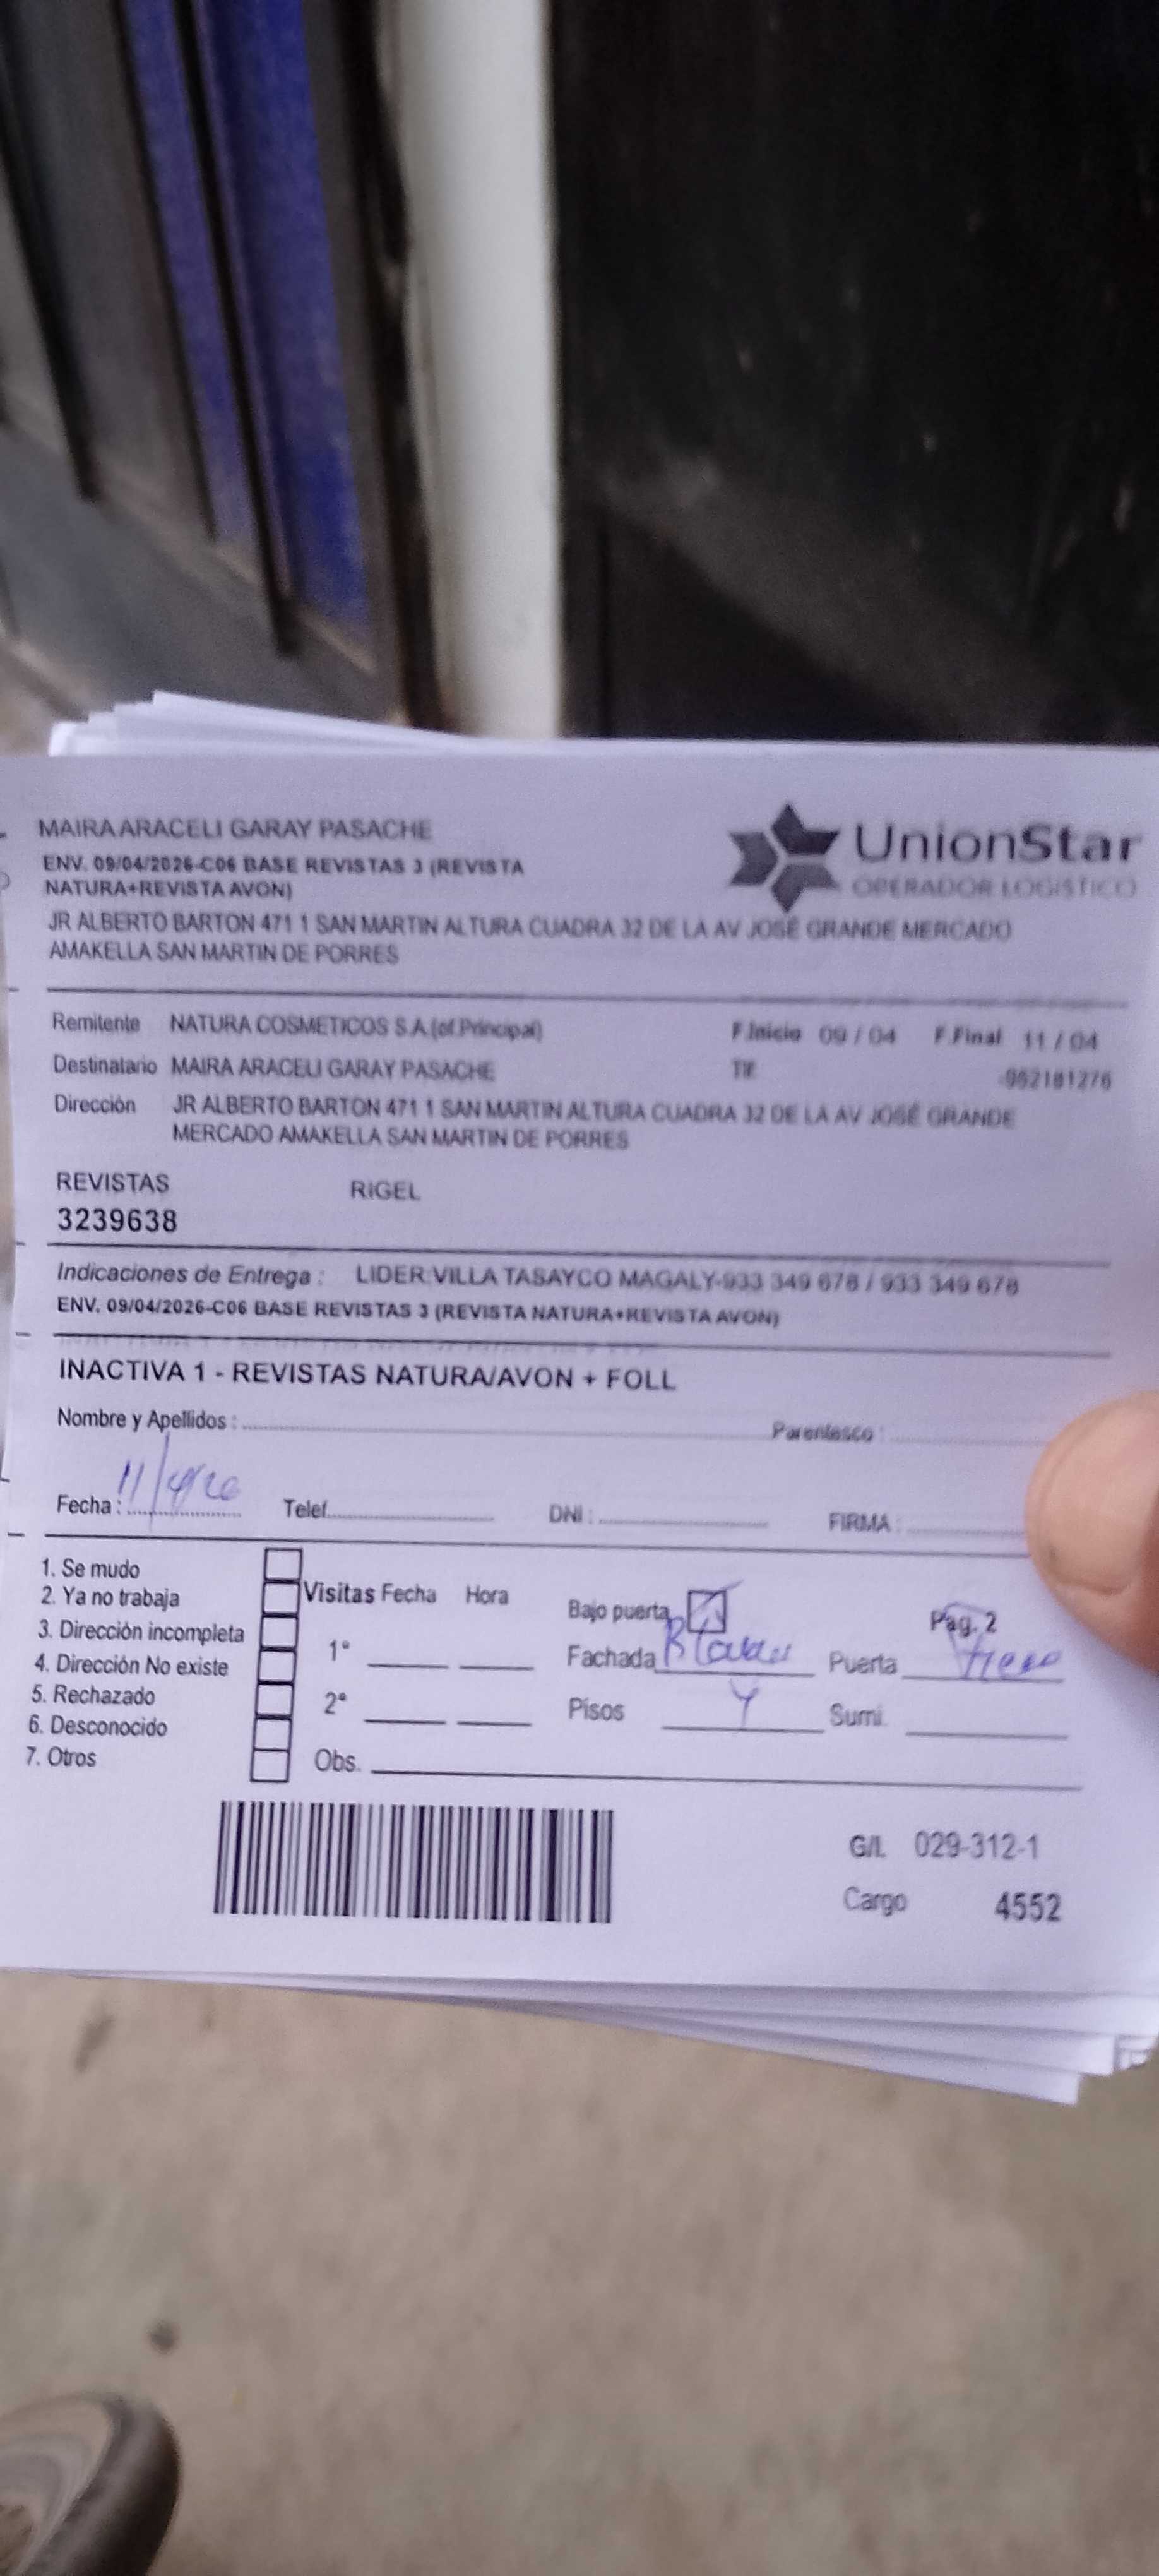 MAIRA ARACELI GARAY PASACHE
ENV. 09/04/2026-C06 BASE REVISTAS 3 (REVISTA
NATURA+REVISTA AVON)
JR ALBERTO BARTON 471 1 SAN MARTIN ALTURA CUADRA 32 DE LA AV JOSÉ GRANDE MERCADO
AMAKELLA SAN MARTIN DE PORRES
UnionStar
OPERADOR LOGÍSTICO
Remitente NATURA COSMETICOS S.A.(of.Principal) F.Inicio 09 / 04 F.Final 11 / 04
Destinatario MAIRA ARACELI GARAY PASACHE Tlf -952181276
Dirección JR ALBERTO BARTON 471 1 SAN MARTIN ALTURA CUADRA 32 DE LA AV JOSÉ GRANDE
MERCADO AMAKELLA SAN MARTIN DE PORRES
REVISTAS RIGEL
3239638
Indicaciones de Entrega : LIDER:VILLA TASAYCO MAGALY-933 349 678 / 933 349 678
ENV. 09/04/2026-C06 BASE REVISTAS 3 (REVISTA NATURA+REVISTA AVON)
INACTIVA 1 - REVISTAS NATURA/AVON + FOLL
Nombre y Apellidos : Parentesco :
Fecha : 11/4/26 Telef. DNI : FIRMA :
1. Se mudo
2. Ya no trabaja
3. Dirección incompleta
4. Dirección No existe
5. Rechazado
6. Desconocido
7. Otros
Visitas Fecha Hora
1°
2°
Obs.
Bajo puerta Pag. 2
Fachada Puerta
Pisos 4 Sumi.
G/L 029-312-1
Cargo 4552